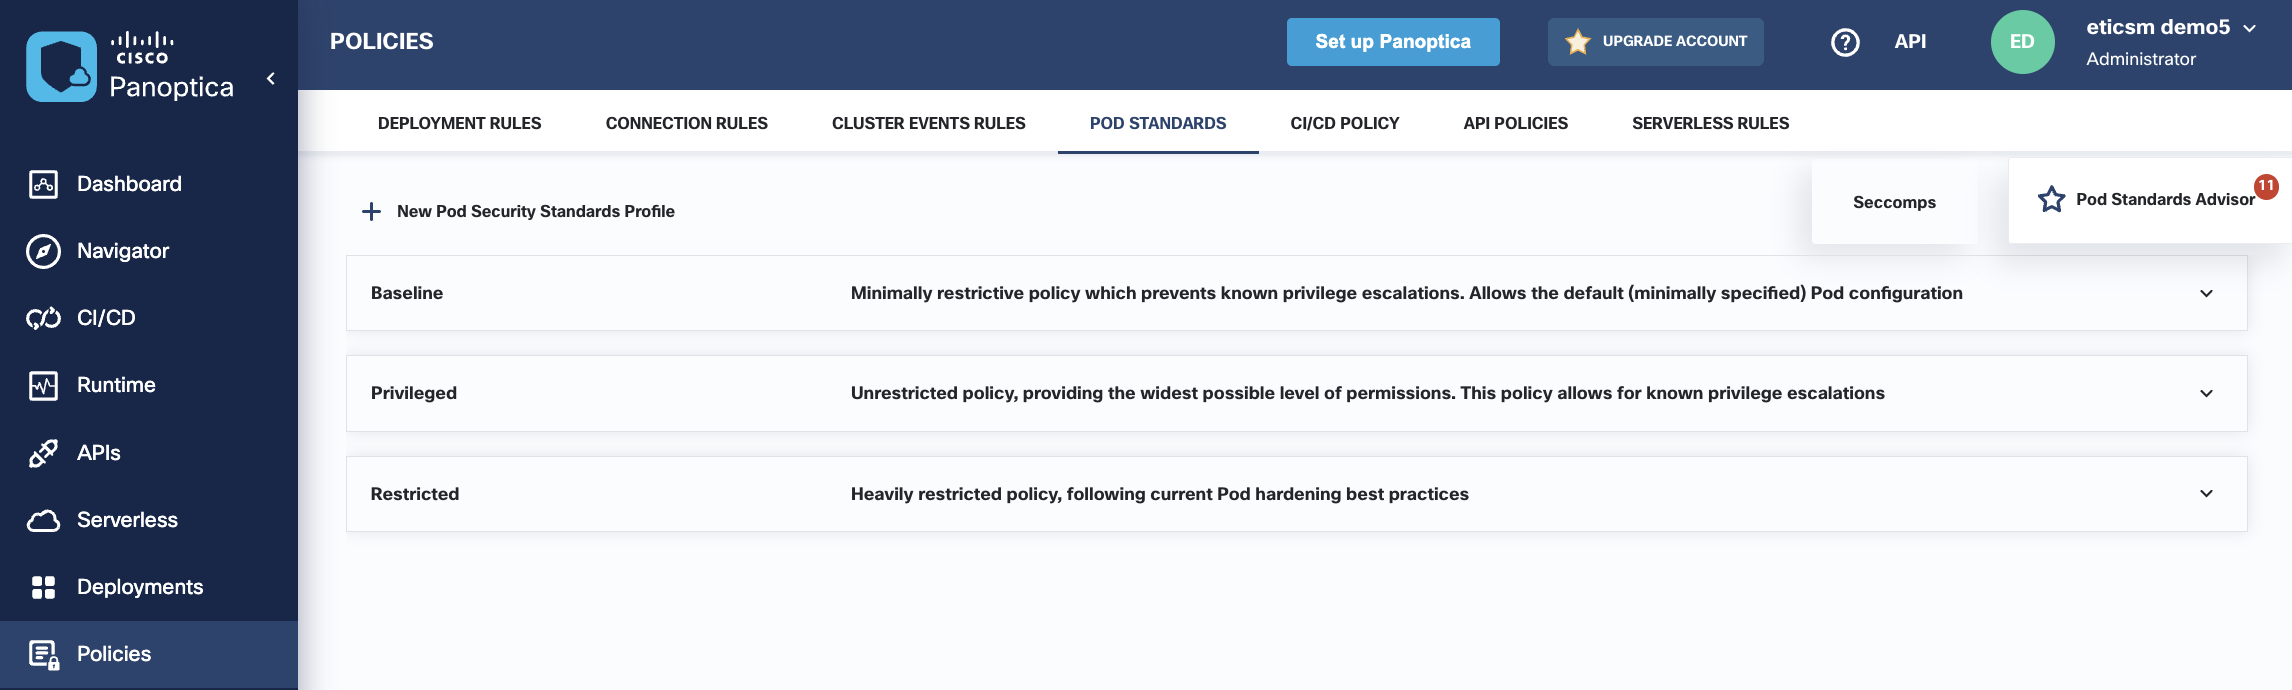 CISCO
Panoptica
POLICIES
Set up Panoptica
UPGRADE ACCOUNT
?
API
ED
eticsm demo5
Administrator
DEPLOYMENT RULES
CONNECTION RULES
CLUSTER EVENTS RULES
POD STANDARDS
CI/CD POLICY
API POLICIES
SERVERLESS RULES
Dashboard
Navigator
CI/CD
Runtime
APIs
Serverless
Deployments
Policies
New Pod Security Standards Profile
Seccomps
Pod Standards Advisor
11
Baseline
Minimally restrictive policy which prevents known privilege escalations. Allows the default (minimally specified) Pod configuration
Privileged
Unrestricted policy, providing the widest possible level of permissions. This policy allows for known privilege escalations
Restricted
Heavily restricted policy, following current Pod hardening best practices